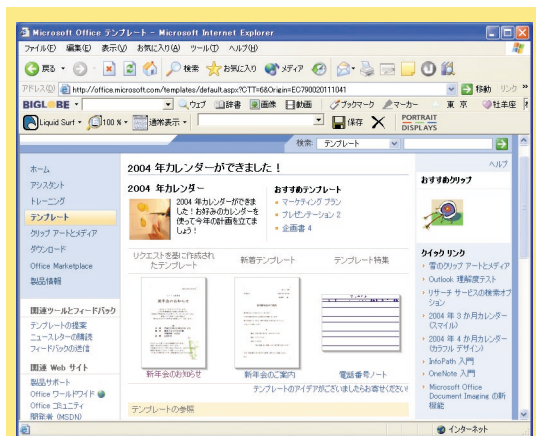 Microsoft Office テンプレート - Microsoft Internet Explorer
ファイル(F) 編集(E) 表示(V) お気に入り(A) ツール(T) ヘルプ(H)
戻る 検索 お気に入り メディア
アドレス(D) http://office.microsoft.com/templates/default.aspx?CTT=6&Origin=EC790020111041 移動 リンク
BIGLOBE ウェブ 辞書 画像 動画 ブックマーク マーカー 東 京 牡羊座
Liquid Surf 100 % 通常表示 保存 PORTRAIT DISPLAYS
検索: テンプレート
ヘルプ
ホーム
アシスタント
トレーニング
テンプレート
クリップ アートとメディア
ダウンロード
Office Marketplace
製品情報
関連ツールとフィードバック
テンプレートの提案
ニュースレターの購読
フィードバックの送信
関連 Web サイト
製品サポート
Office ワールドワイド
Office コミュニティ
開発者 (MSDN)
2004 年カレンダーができました!
2004 年カレンダー
2004 年カレンダーができま
した! お好みのカレンダーを
使って今年の計画を立てま
しょう!
おすすめテンプレート
マーケティング プラン
プレゼンテーション 2
企画書 4
リクエストを基に作成され
たテンプレート
新着テンプレート
テンプレート特集
新年会のお知らせ
新年会のご案内
電話番号ノート
テンプレートのアイデアがございましたらお寄せください
テンプレートの参照
おすすめクリップ
クイック リンク
雪のクリップ アートとメディア
Outlook 理解度テスト
リサーチ サービスの検索オプ
ション
2004 年 3 か月カレンダー
(スマイル)
2004 年 4 か月カレンダー
(カラフル デザイン)
InfoPath 入門
OneNote 入門
Microsoft Office
Document Imaging の新
機能
インターネット